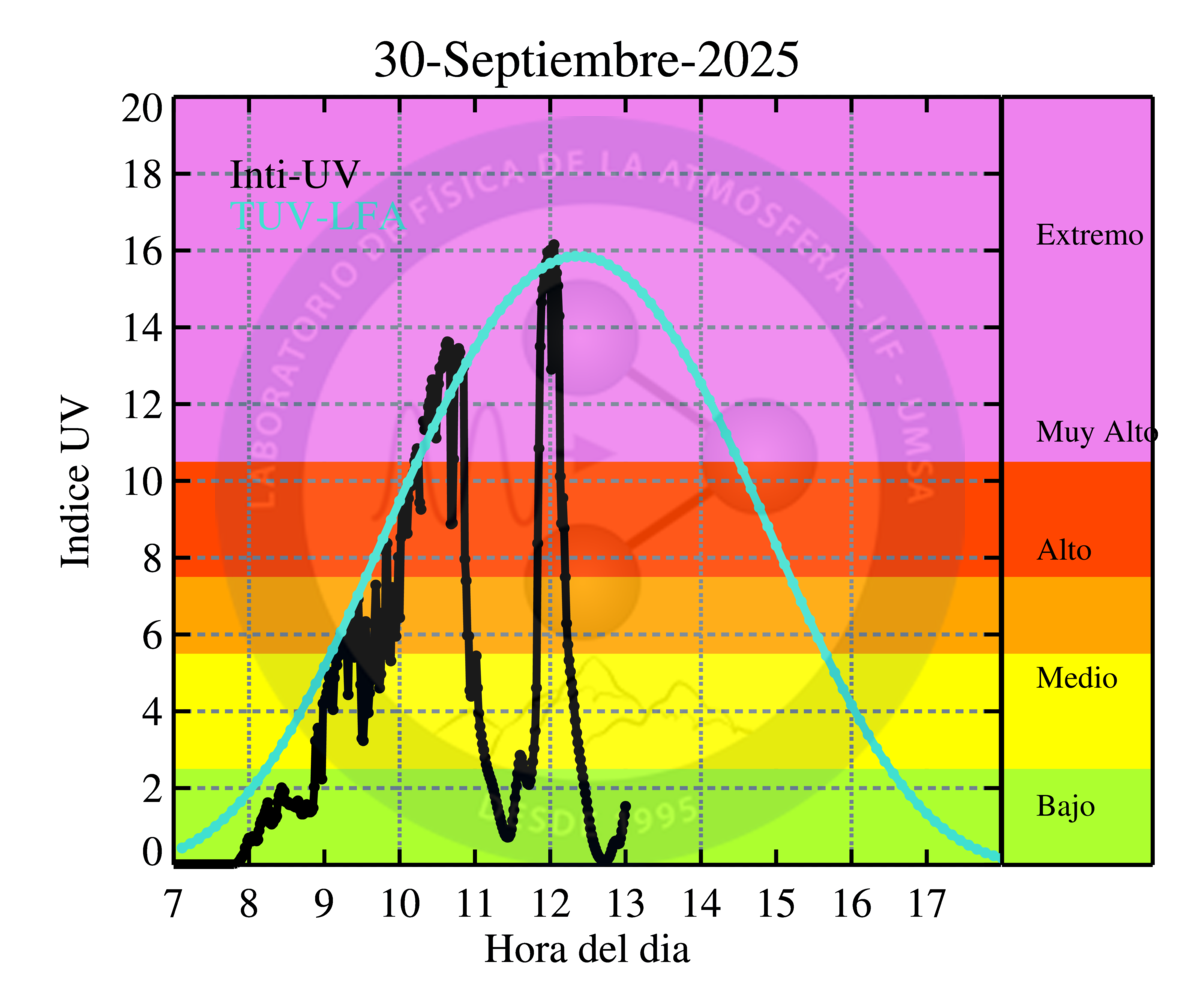 30-Septiembre-2025
20
18
16
14
12
10
8
6
4
2
0
Indice UV
Inti-UV
TUV-LFA
LABORATORIO DE FÍSICA DE LA ATMÓSFERA - IIF - UMSA
DESDE 1995
Extremo
Muy Alto
Alto
Medio
Bajo
7 8 9 10 11 12 13 14 15 16 17
Hora del dia